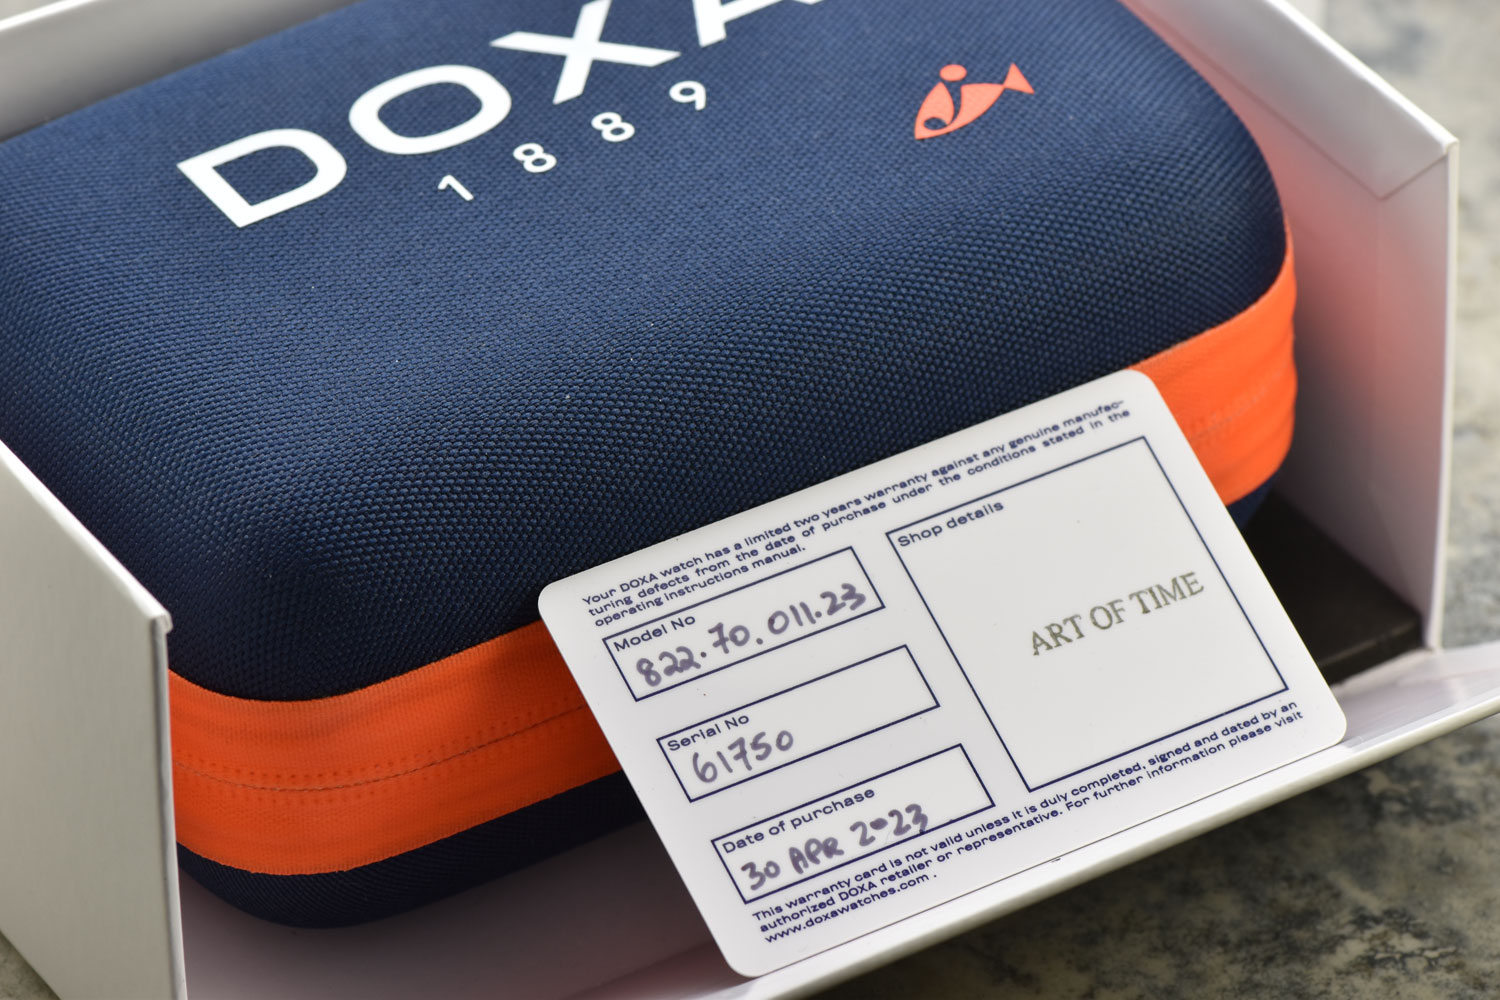 DOXA
1889
Your DOXA watch has a limited two years warranty against any genuine manufac-
turing defects from the date of purchase under the conditions stated in the
operating instructions manual.
Model No
822.70.011.23
Serial No
61750
Date of purchase
30 APR 2023
Shop details
ART OF TIME
This warranty card is not valid unless it is duly completed, signed and dated by an
authorized DOXA retailer or representative. For further information please visit
www.doxawatches.com .